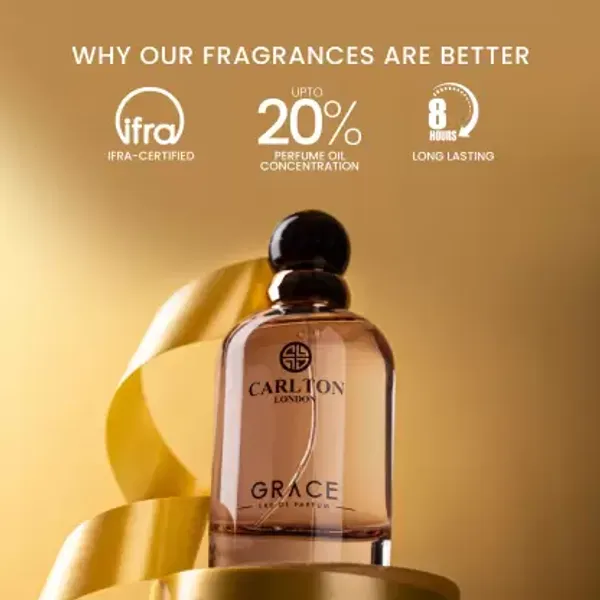 WHY OUR FRAGRANCES ARE BETTER
ifra
IFRA-CERTIFIED
UPTO
20%
PERFUME OIL
CONCENTRATION
8
HOURS
LONG LASTING
CARLTON
LONDON
GRACE
EAU DE PARFUM